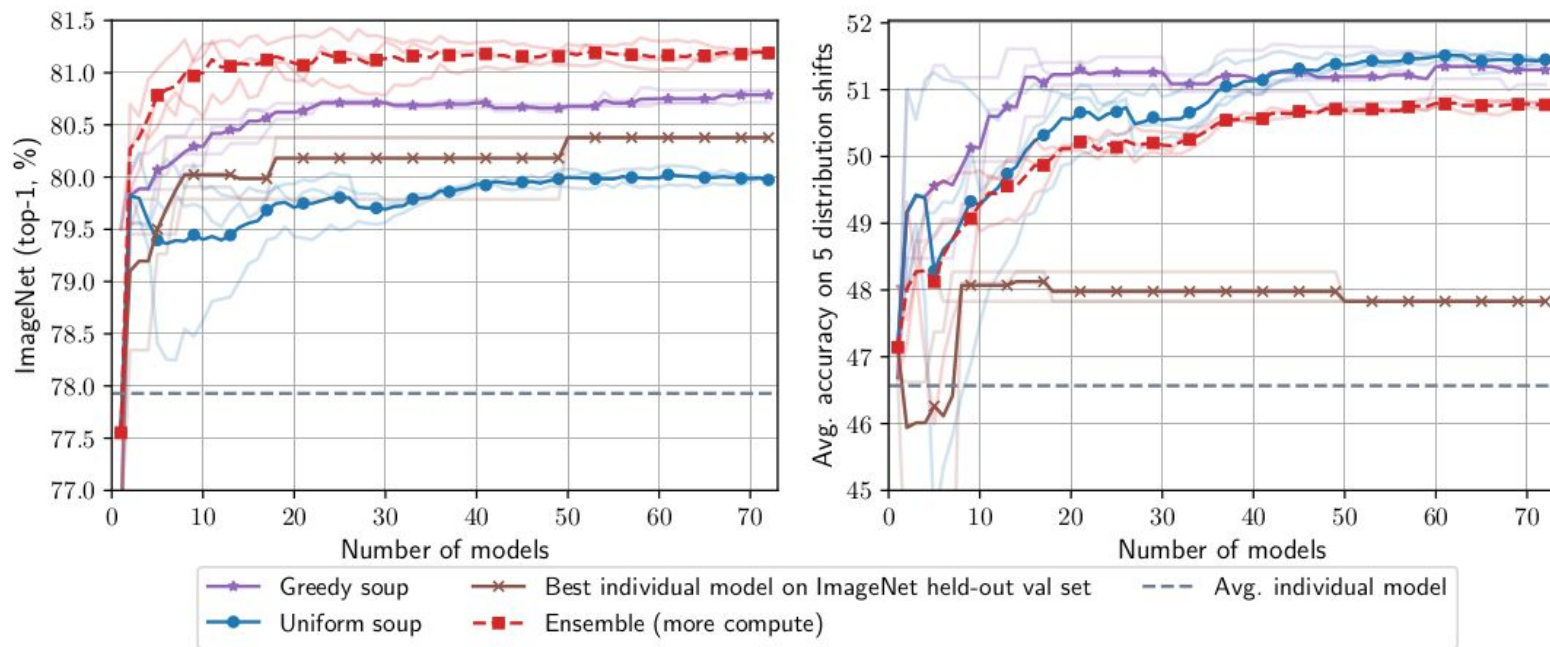 ImageNet (top-1, %)
81.5
81.0
80.5
80.0
79.5
79.0
78.5
78.0
77.5
77.0
0 10 20 30 40 50 60 70
Number of models
Avg. accuracy on 5 distribution shifts
52
51
50
49
48
47
46
45
0 10 20 30 40 50 60 70
Number of models
Greedy soup
Uniform soup
Best individual model on ImageNet held-out val set
Ensemble (more compute)
Avg. individual model